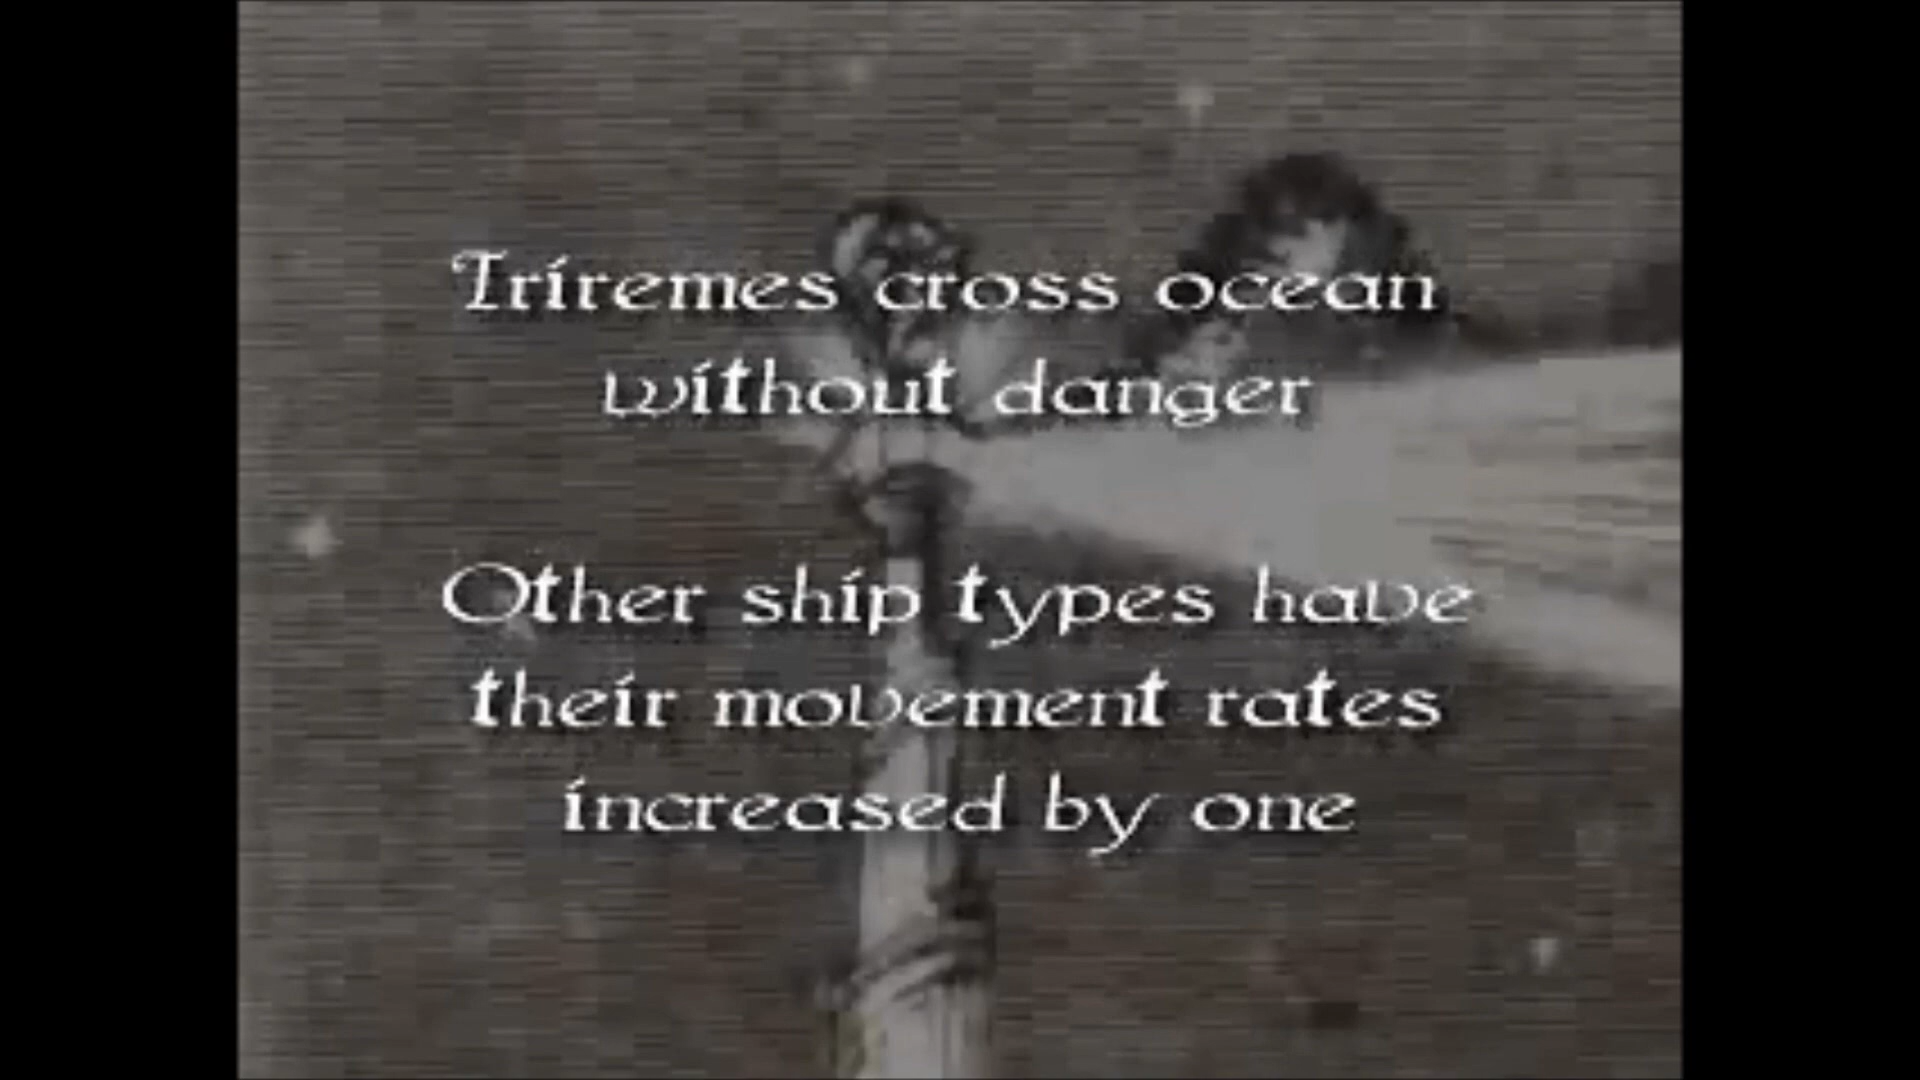 Triremes cross ocean
without danger
Other ship types have
their movement rates
increased by one